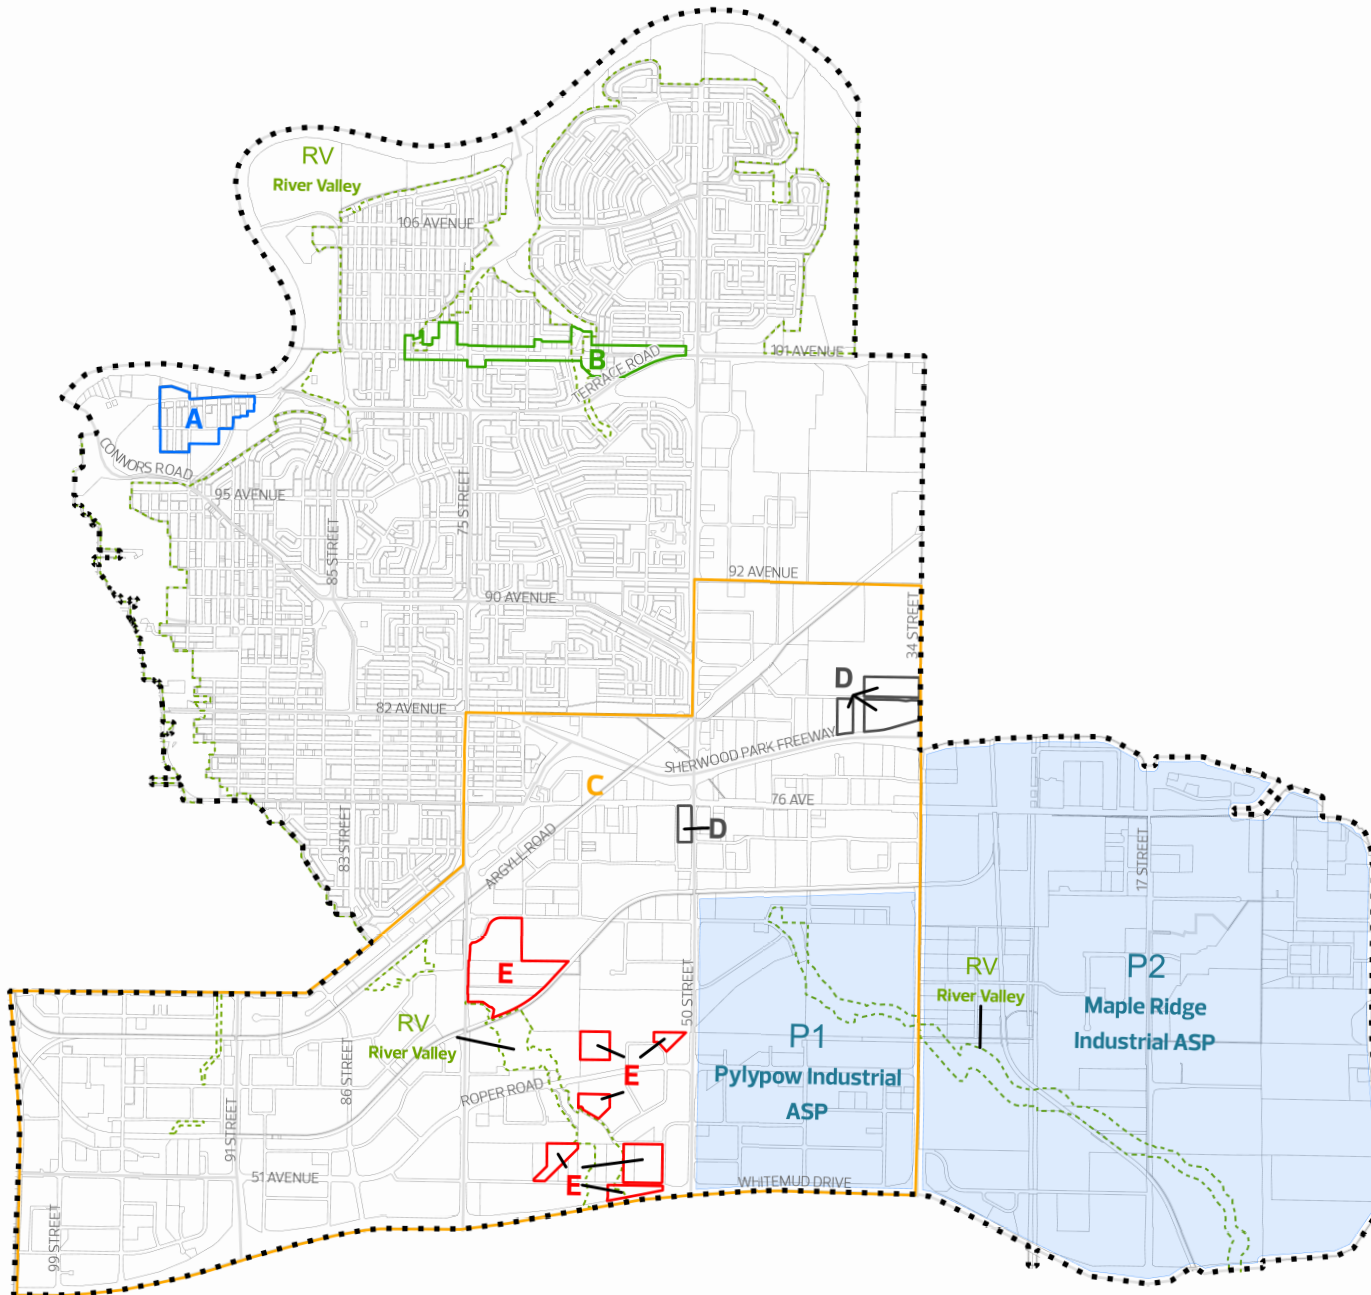 RV
River Valley
106 AVENUE
101 AVENUE
B
TERRACE ROAD
A
CONNORS ROAD
95 AVENUE
75 STREET
85 STREET
92 AVENUE
90 AVENUE
34 STREET
D
82 AVENUE
SHERWOOD PARK FREEWAY
C
76 AVE
D
83 STREET
ARGYLL ROAD
17 STREET
E
50 STREET
RV
River Valley
P2
Maple Ridge
Industrial ASP
RV
River Valley
P1
Pylypow Industrial
ASP
86 STREET
E
ROPER ROAD
91 STREET
51 AVENUE
E
WHITEMUD DRIVE
99 STREET